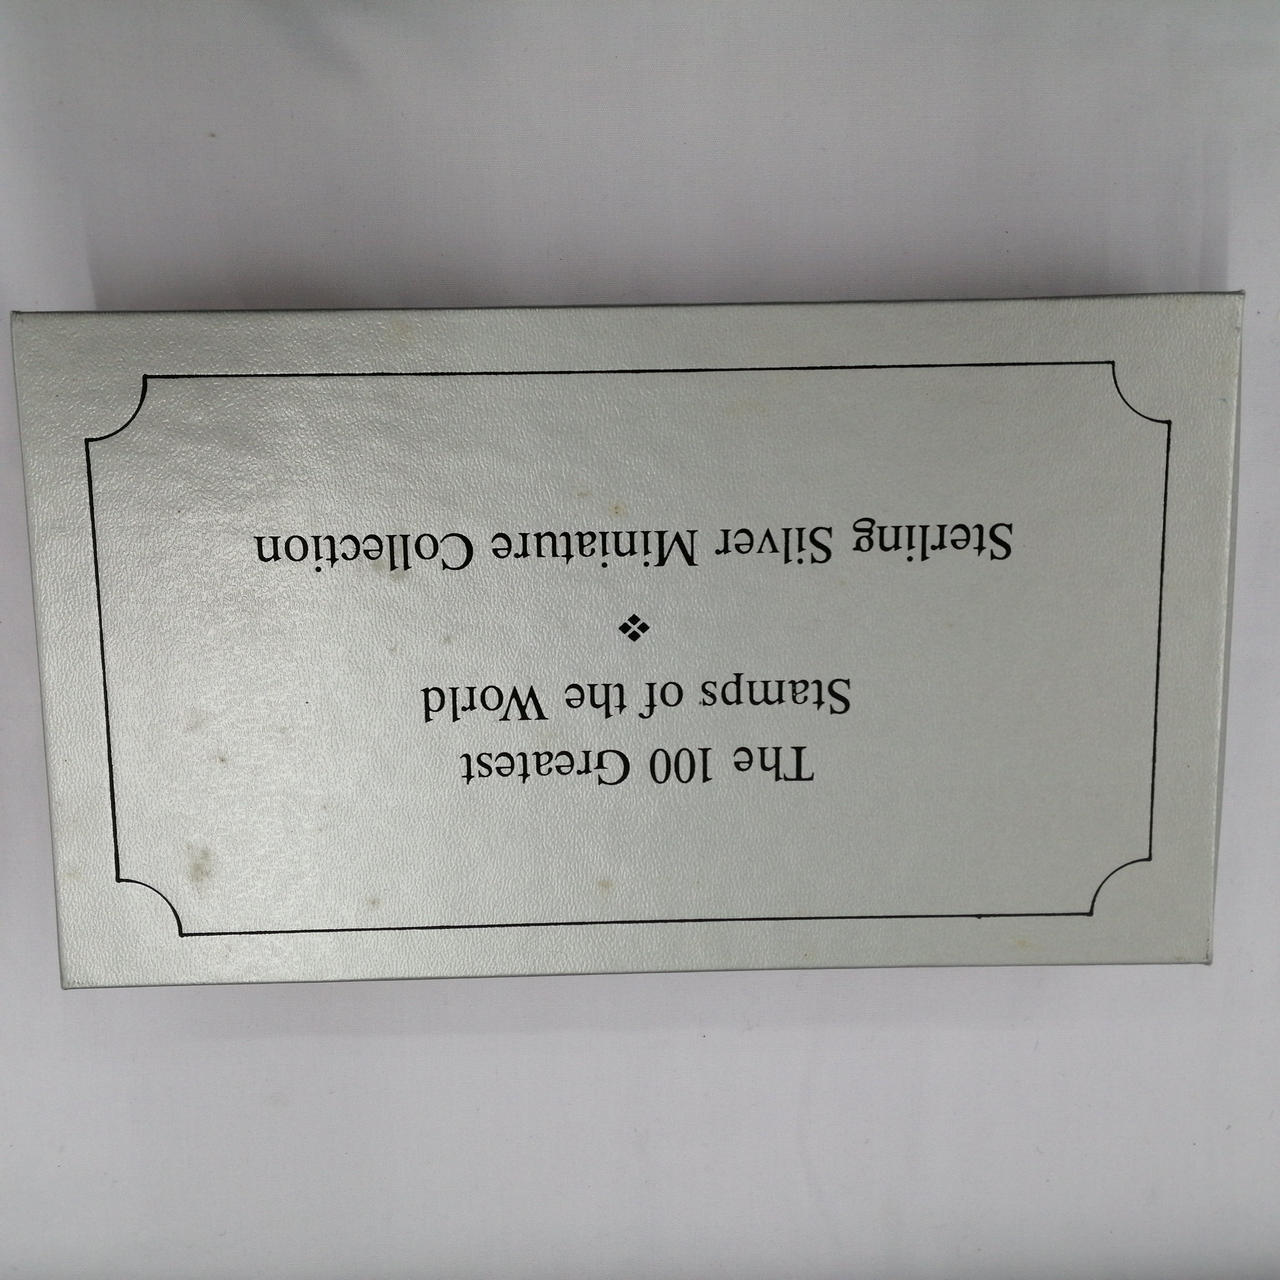 The 100 Greatest
Stamps of the World
❖
Sterling Silver Miniature Collection